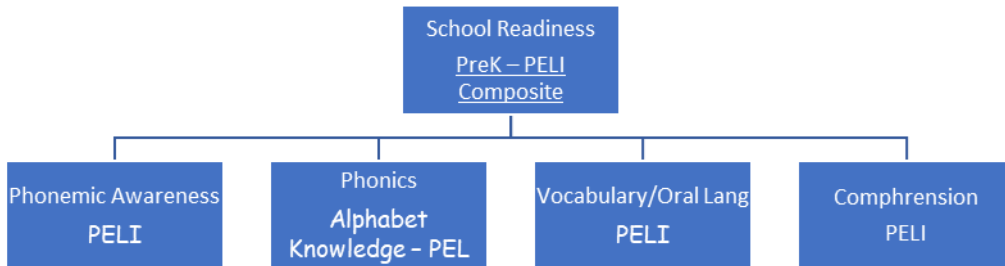 School Readiness
PreK – PELI
Composite
Phonemic Awareness
PELI
Phonics
Alphabet
Knowledge – PEL
Vocabulary/Oral Lang
PELI
Comphrension
PELI